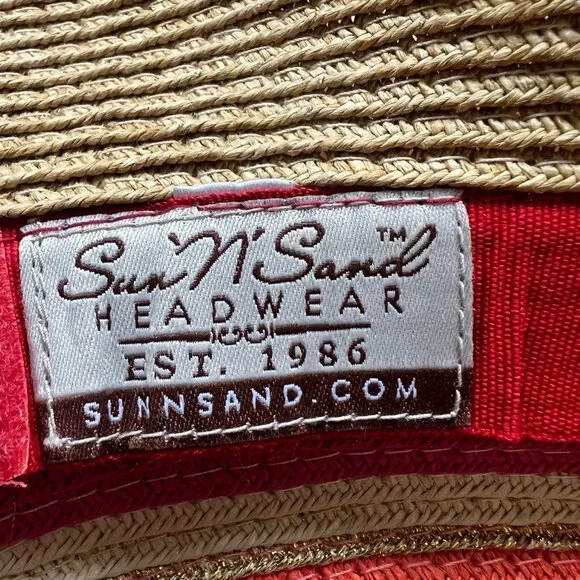 Sun 'N' Sand™
HEADWEAR
EST. 1986
SUNNSAND.COM